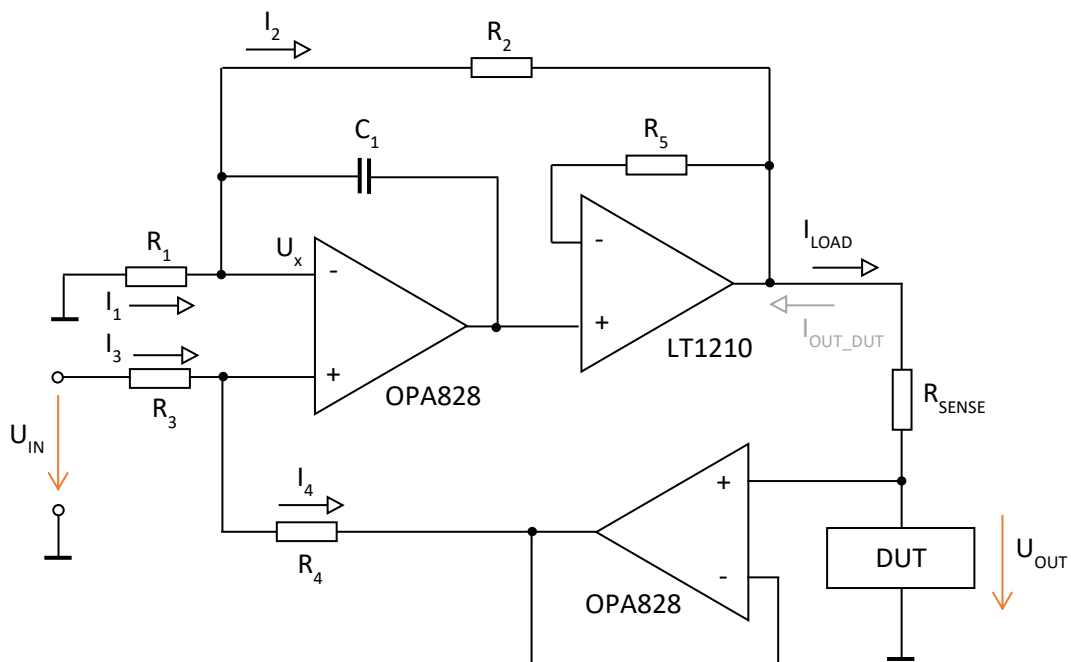 I2
R2
C1
R5
R1
Ux
-
-
ILOAD
I1
+
LT1210
IOUT_DUT
I3
+
OPA828
R3
RSENSE
UIN
I4
+
R4
-
OPA828
DUT
UOUT